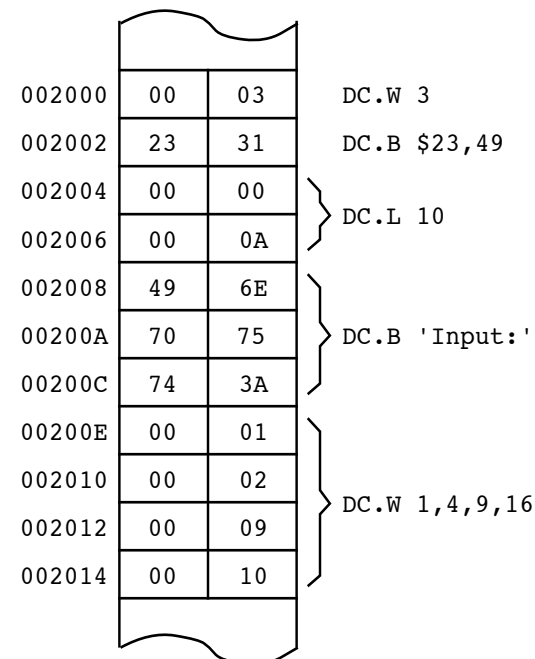 002000 00 03 DC.W 3
002002 23 31 DC.B $23,49
002004 00 00
DC.L 10
002006 00 0A
002008 49 6E
00200A 70 75 DC.B 'Input:'
00200C 74 3A
00200E 00 01
002010 00 02
DC.W 1,4,9,16
002012 00 09
002014 00 10